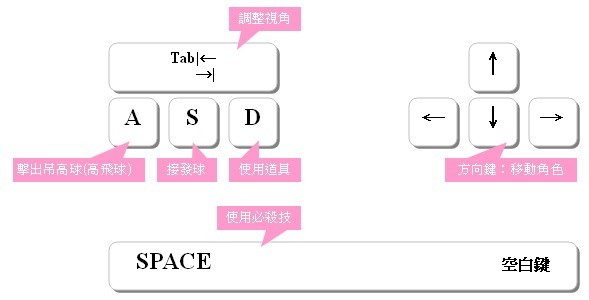 調整視角
Tab|←
→|
↑
A S D
← ↓ →
擊出吊高球(高飛球)
接發球
使用道具
方向鍵：移動角色
使用必殺技
SPACE 空白鍵